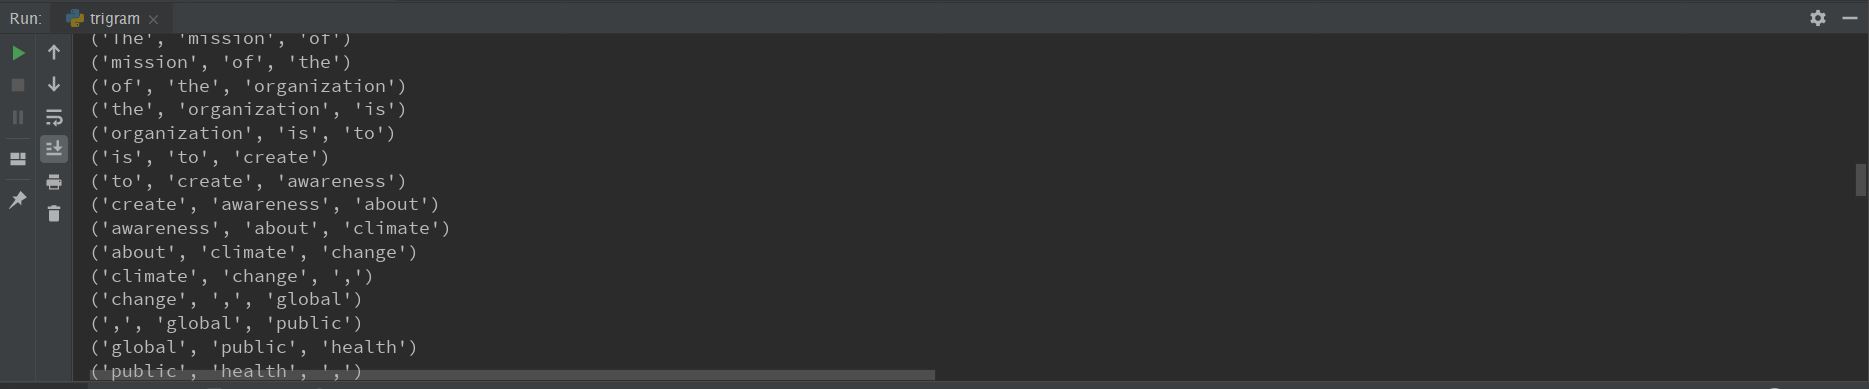 Run: trigram
('The', 'mission', 'of')
('mission', 'of', 'the')
('of', 'the', 'organization')
('the', 'organization', 'is')
('organization', 'is', 'to')
('is', 'to', 'create')
('to', 'create', 'awareness')
('create', 'awareness', 'about')
('awareness', 'about', 'climate')
('about', 'climate', 'change')
('climate', 'change', ',')
('change', ',', 'global')
(',', 'global', 'public')
('global', 'public', 'health')
('public', 'health', ',')